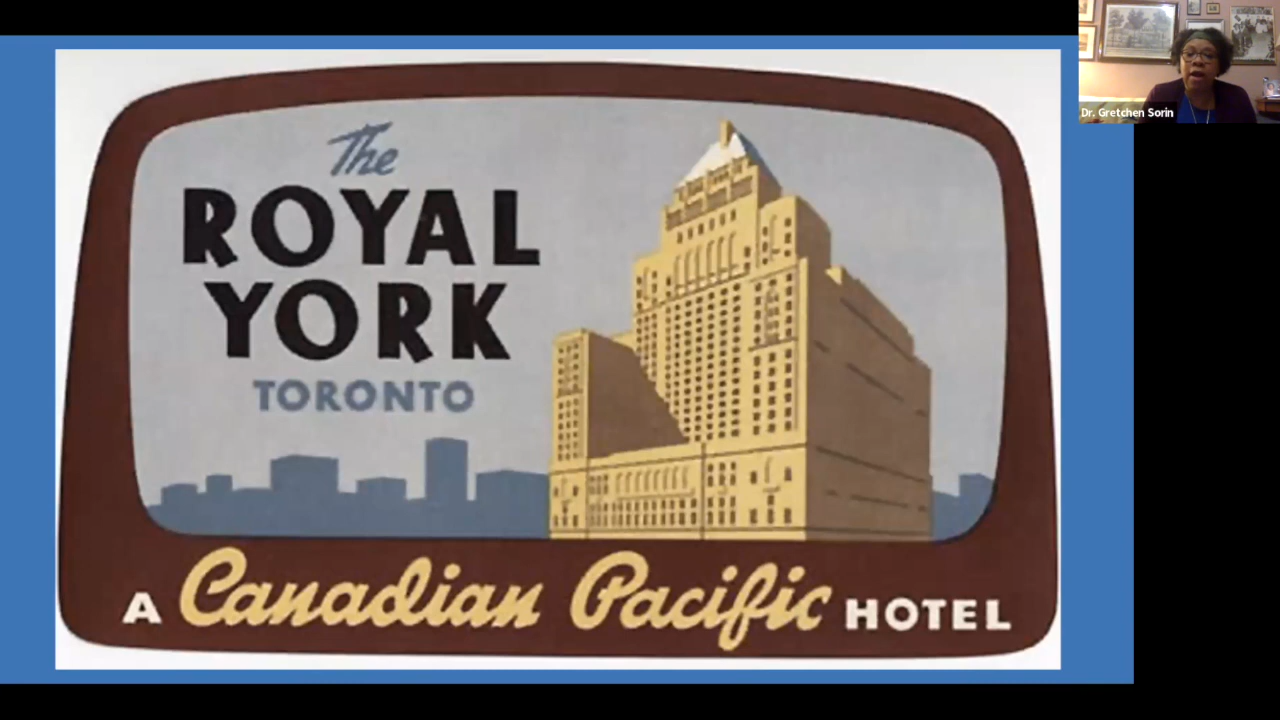 Dr. Gretchen Sorin
The
ROYAL
YORK
TORONTO
A Canadian Pacific HOTEL